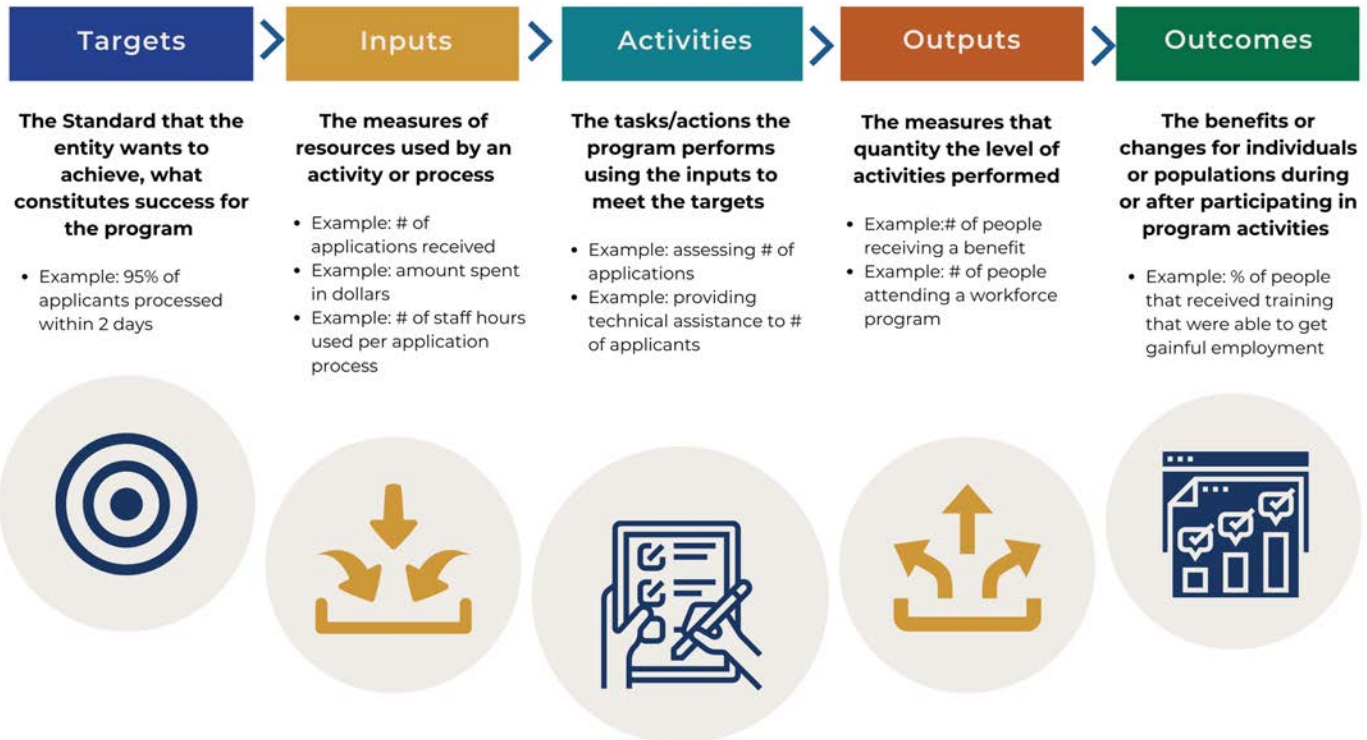 Targets
Inputs
Activities
Outputs
Outcomes
The Standard that the
entity wants to
achieve, what
constitutes success for
the program
• Example: 95% of
applicants processed
within 2 days
The measures of
resources used by an
activity or process
• Example: # of
applications received
• Example: amount spent
in dollars
• Example: # of staff hours
used per application
process
The tasks/actions the
program performs
using the inputs to
meet the targets
• Example: assessing # of
applications
• Example: providing
technical assistance to #
of applicants
The measures that
quantity the level of
activities performed
• Example:# of people
receiving a benefit
• Example: # of people
attending a workforce
program
The benefits or
changes for individuals
or populations during
or after participating in
program activities
• Example: % of people
that received training
that were able to get
gainful employment